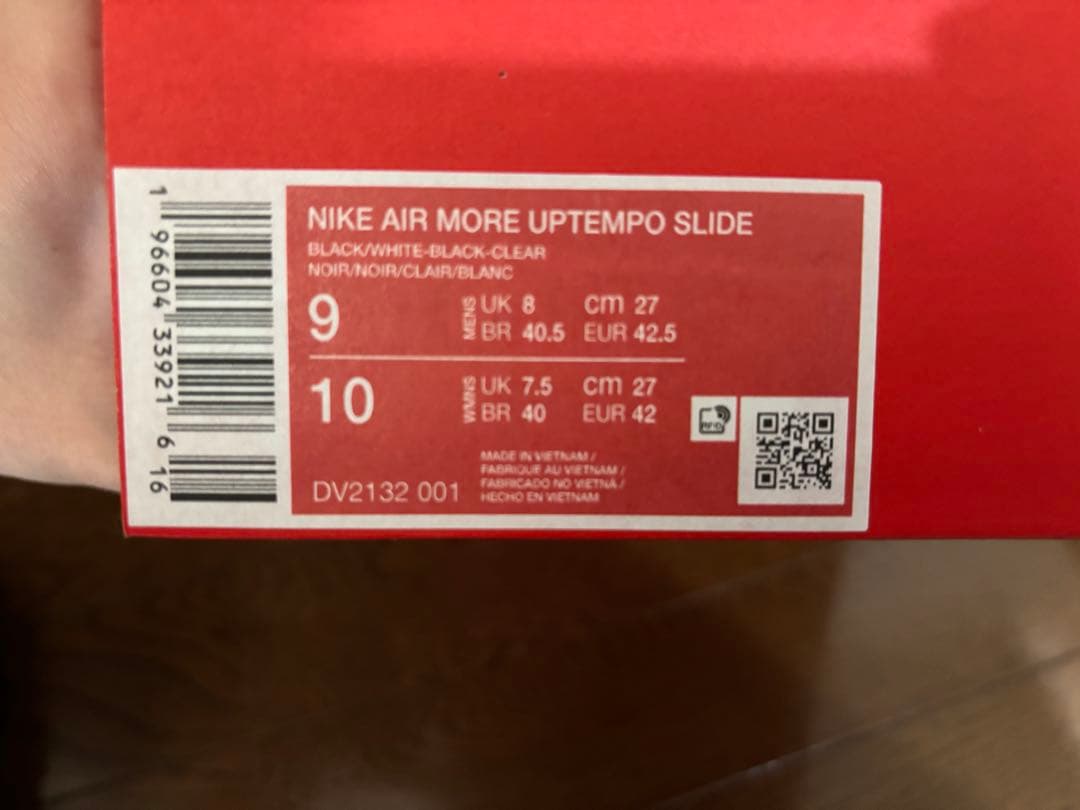 NIKE AIR MORE UPTEMPO SLIDE
BLACK/WHITE-BLACK-CLEAR
NOIR/NOIR/CLAIR/BLANC
9 MENS UK 8 cm 27
BR 40.5 EUR 42.5
10 WMNS UK 7.5 cm 27
BR 40 EUR 42
RFID
MADE IN VIETNAM /
FABRIQUE AU VIETNAM /
FABRICADO NO VIETNA /
HECHO EN VIETNAM
DV2132 001
1 96604 33921 6 16